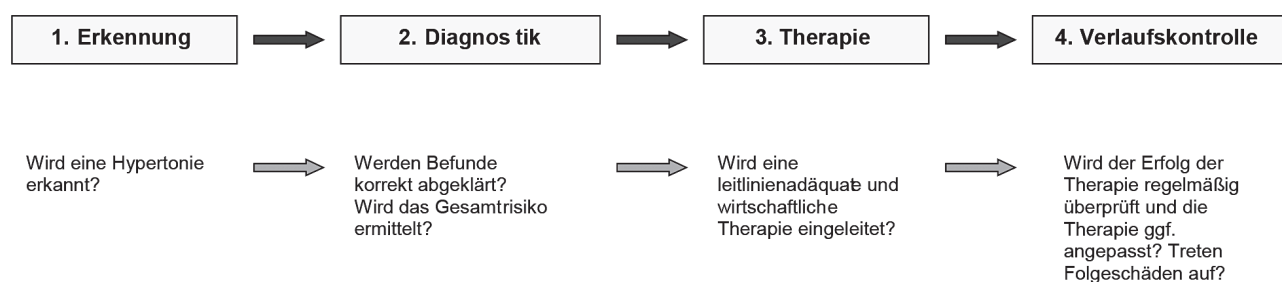 1. Erkennung
2. Diagnos tik
3. Therapie
4. Verlaufskontrolle
Wird eine Hypertonie
erkannt?
Werden Befunde
korrekt abgeklärt?
Wird das Gesamtrisiko
ermittelt?
Wird eine
leitlinienadäquate und
wirtschaftliche
Therapie eingeleitet?
Wird der Erfolg der
Therapie regelmäßig
überprüft und die
Therapie ggf.
angepasst? Treten
Folgeschäden auf?